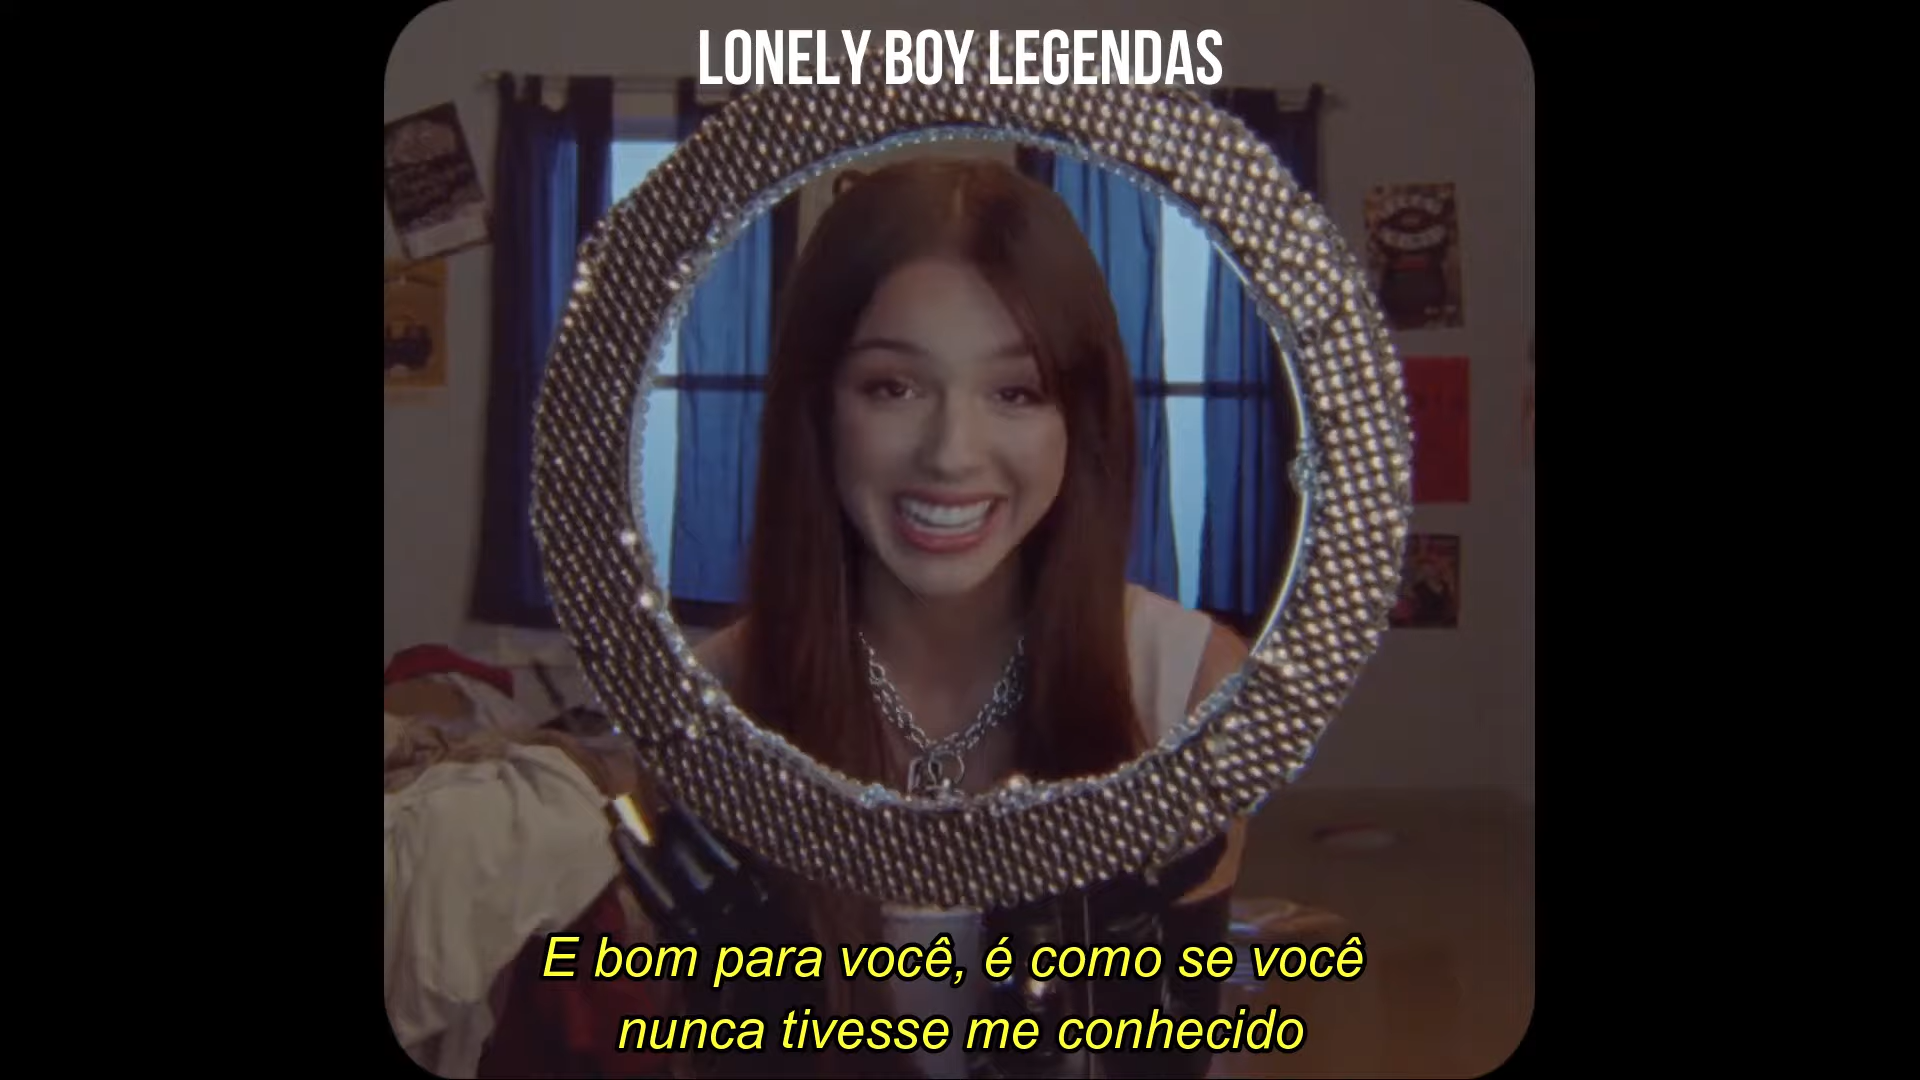 LONELY BOY LEGENDAS
E bom para você, é como se você
nunca tivesse me conhecido